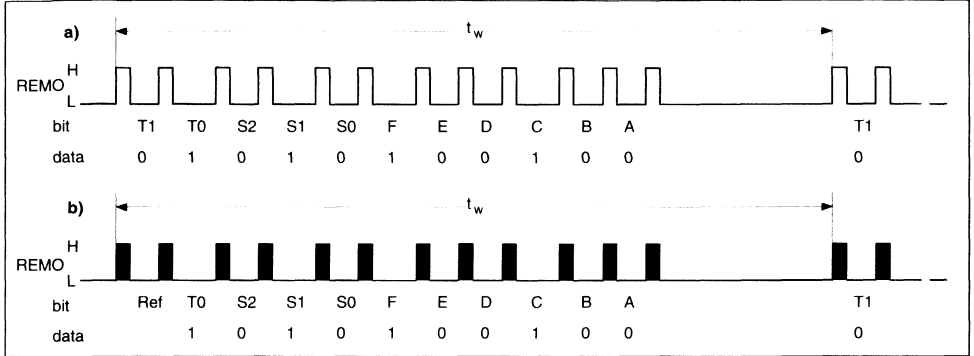 a) t w
H
REMO
L
bit T1 T0 S2 S1 S0 F E D C B A T1
data 0 1 0 1 0 1 0 0 1 0 0 0
b) t w
H
REMO
L
bit Ref T0 S2 S1 S0 F E D C B A T1
data 1 0 1 0 1 0 0 1 0 0 0